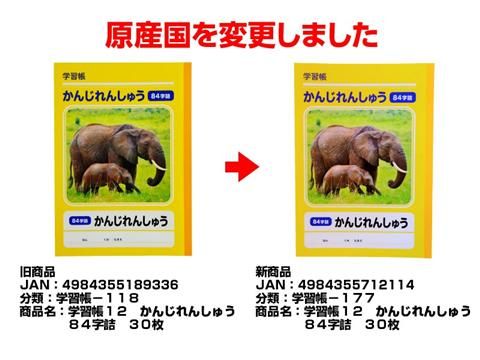 原産国を変更しました
学習帳
かんじれんしゅう 84字詰
84字詰 かんじれんしゅう
学習帳
かんじれんしゅう 84字詰
84字詰 かんじれんしゅう
旧商品
JAN:4984355189336
分類:学習帳－118
商品名:学習帳12　かんじれんしゅう
84字詰　30枚
新商品
JAN:4984355712114
分類:学習帳－177
商品名:学習帳12　かんじれんしゅう
84字詰　30枚